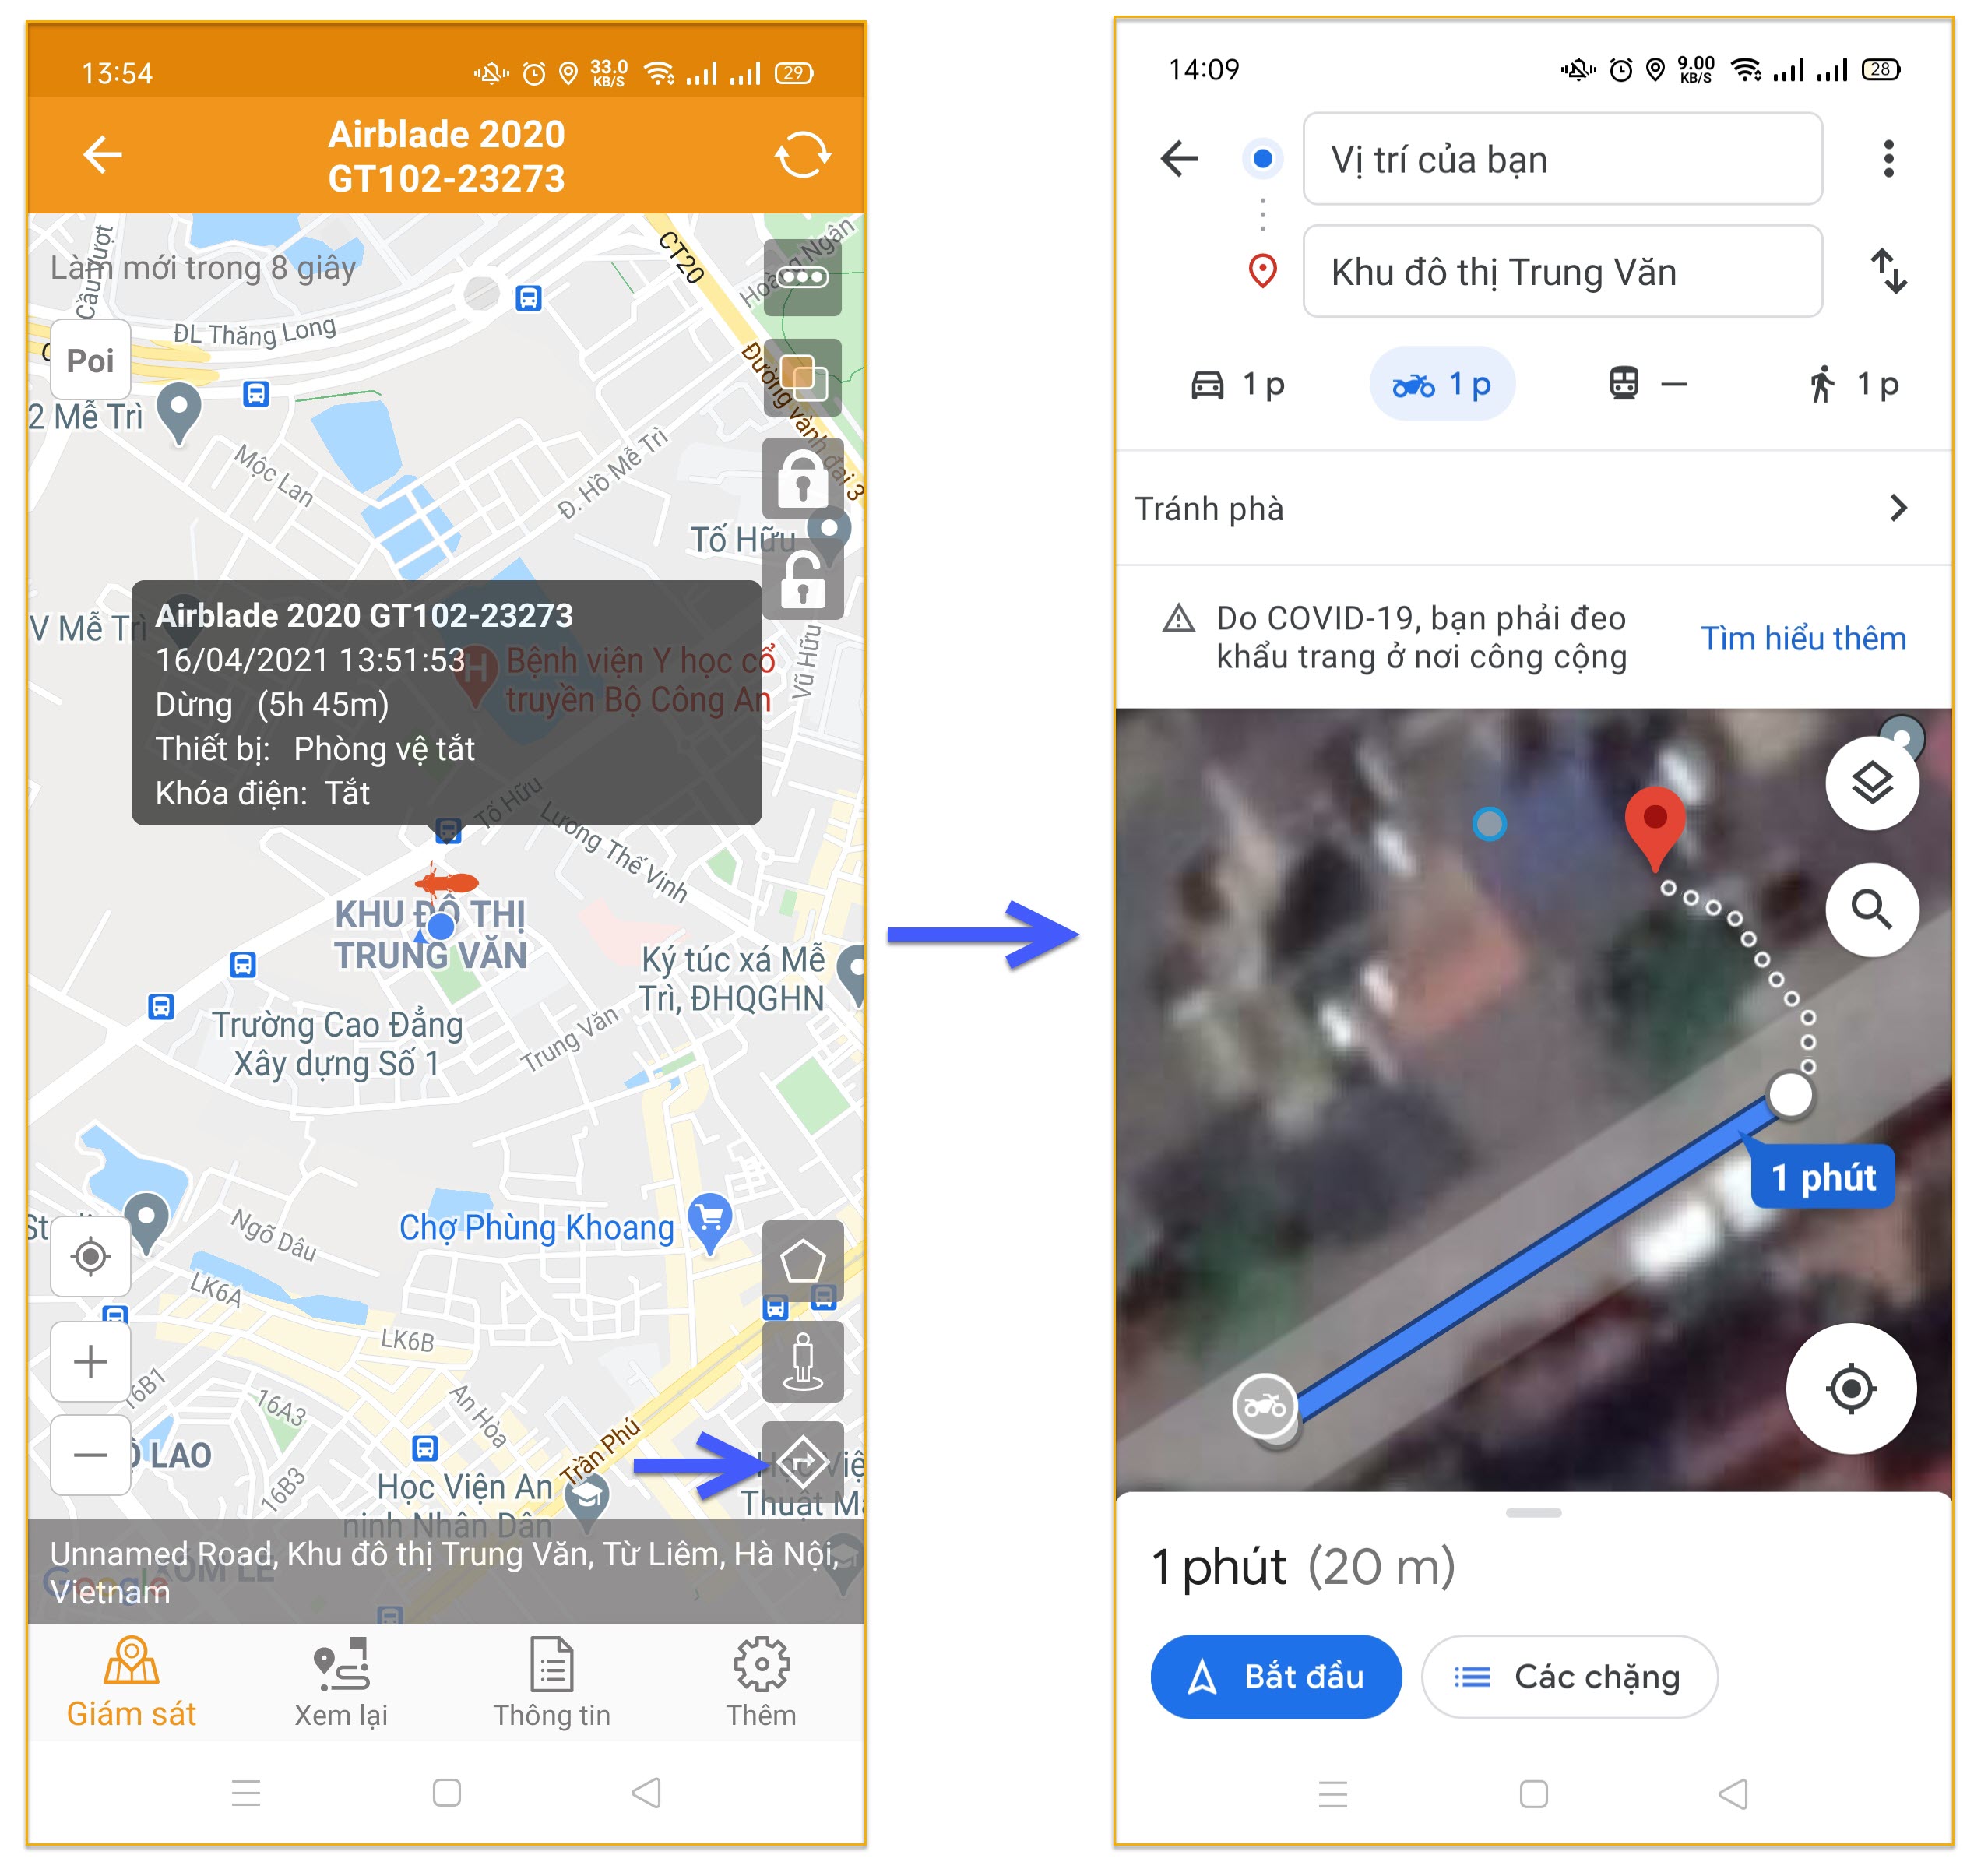 13:54
33.0
KB/S
29
Airblade 2020
GT102-23273
Làm mới trong 8 giây
Cầu vượt
CT20
Hoàng Ngân
ĐL Thăng Long
Poi
Đường vành đai 3
2 Mễ Trì
Mộc Lan
Đ. Hồ Mễ Trì
Tố Hữu
V Mễ Trì
Airblade 2020 GT102-23273
16/04/2021 13:51:53
Dừng (5h 45m)
Thiết bị: Phòng vệ tắt
Khóa điện: Tắt
H
Bệnh viện Y học cổ
truyền Bộ Công An
Vũ Hữu
Tố Hữu
Lương Thế Vinh
KHU ĐÔ THỊ
TRUNG VĂN
Ký túc xá Mễ
Trì, ĐHQGHN
Trường Cao Đẳng
Xây dựng Số 1
Trung Văn
Chợ Phùng Khoang
Ngõ Dâu
LK6A
LK6B
16B1
16A3
An Hòa
Trần Phú
LAO
16B3
Học Viện An
ninh Nhân Dân
Thuật
Unnamed Road, Khu đô thị Trung Văn, Từ Liêm, Hà Nội,
Vietnam
Google
Giám sát
Xem lại
Thông tin
Thêm
14:09
9.00
KB/S
28
Vị trí của bạn
Khu đô thị Trung Văn
1 p
1 p
—
1 p
Tránh phà
Do COVID-19, bạn phải đeo
khẩu trang ở nơi công cộng
Tìm hiểu thêm
1 phút
1 phút (20 m)
Bắt đầu
Các chặng